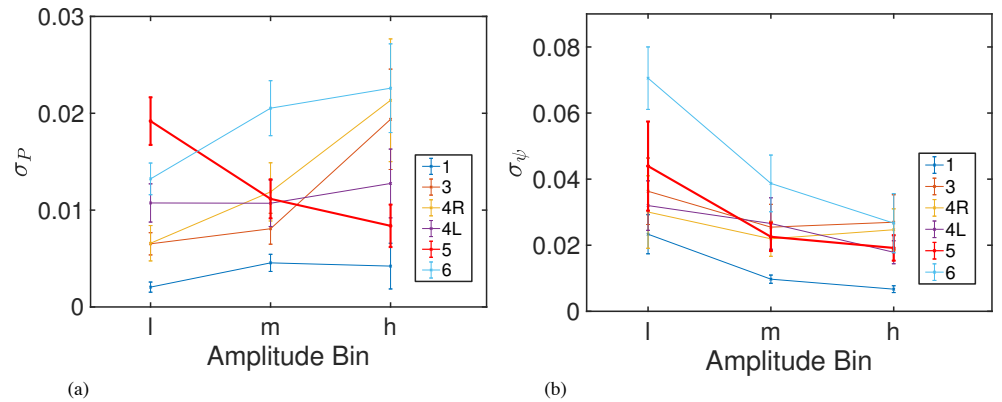 0.03
0.02
0.01
0
σ_P
l m h
Amplitude Bin
1
3
4R
4L
5
6
(a)
0.08
0.06
0.04
0.02
0
σ_ψ
l m h
Amplitude Bin
1
3
4R
4L
5
6
(b)